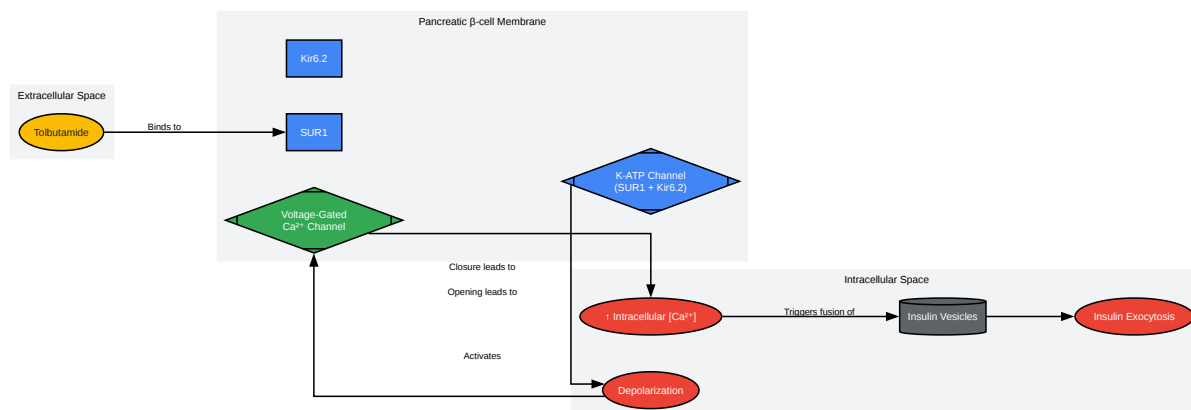 Pancreatic β-cell Membrane
Kir6.2
Extracellular Space
Tolbutamide
Binds to
SUR1
K-ATP Channel
(SUR1 + Kir6.2)
Voltage-Gated
Ca²⁺ Channel
Closure leads to
Opening leads to
Intracellular Space
↑ Intracellular [Ca²⁺]
Triggers fusion of
Insulin Vesicles
Insulin Exocytosis
Activates
Depolarization